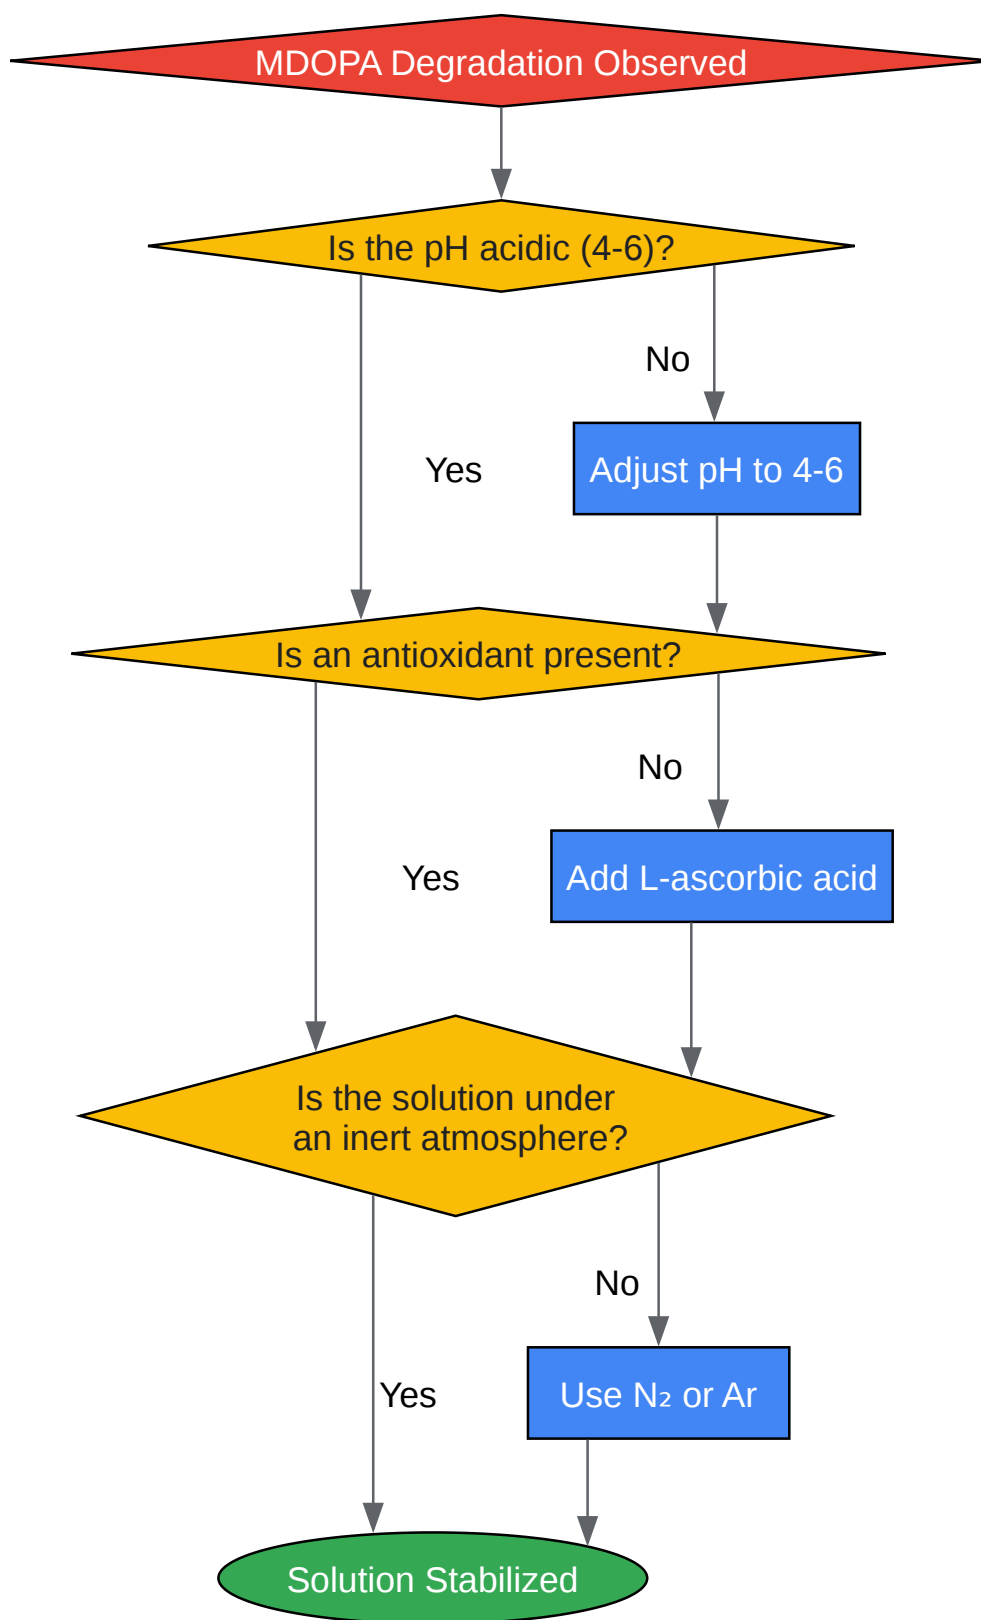 MDOPA Degradation Observed
Is the pH acidic (4-6)?
No
Yes
Adjust pH to 4-6
Is an antioxidant present?
No
Yes
Add L-ascorbic acid
Is the solution under
an inert atmosphere?
No
Yes
Use N₂ or Ar
Solution Stabilized